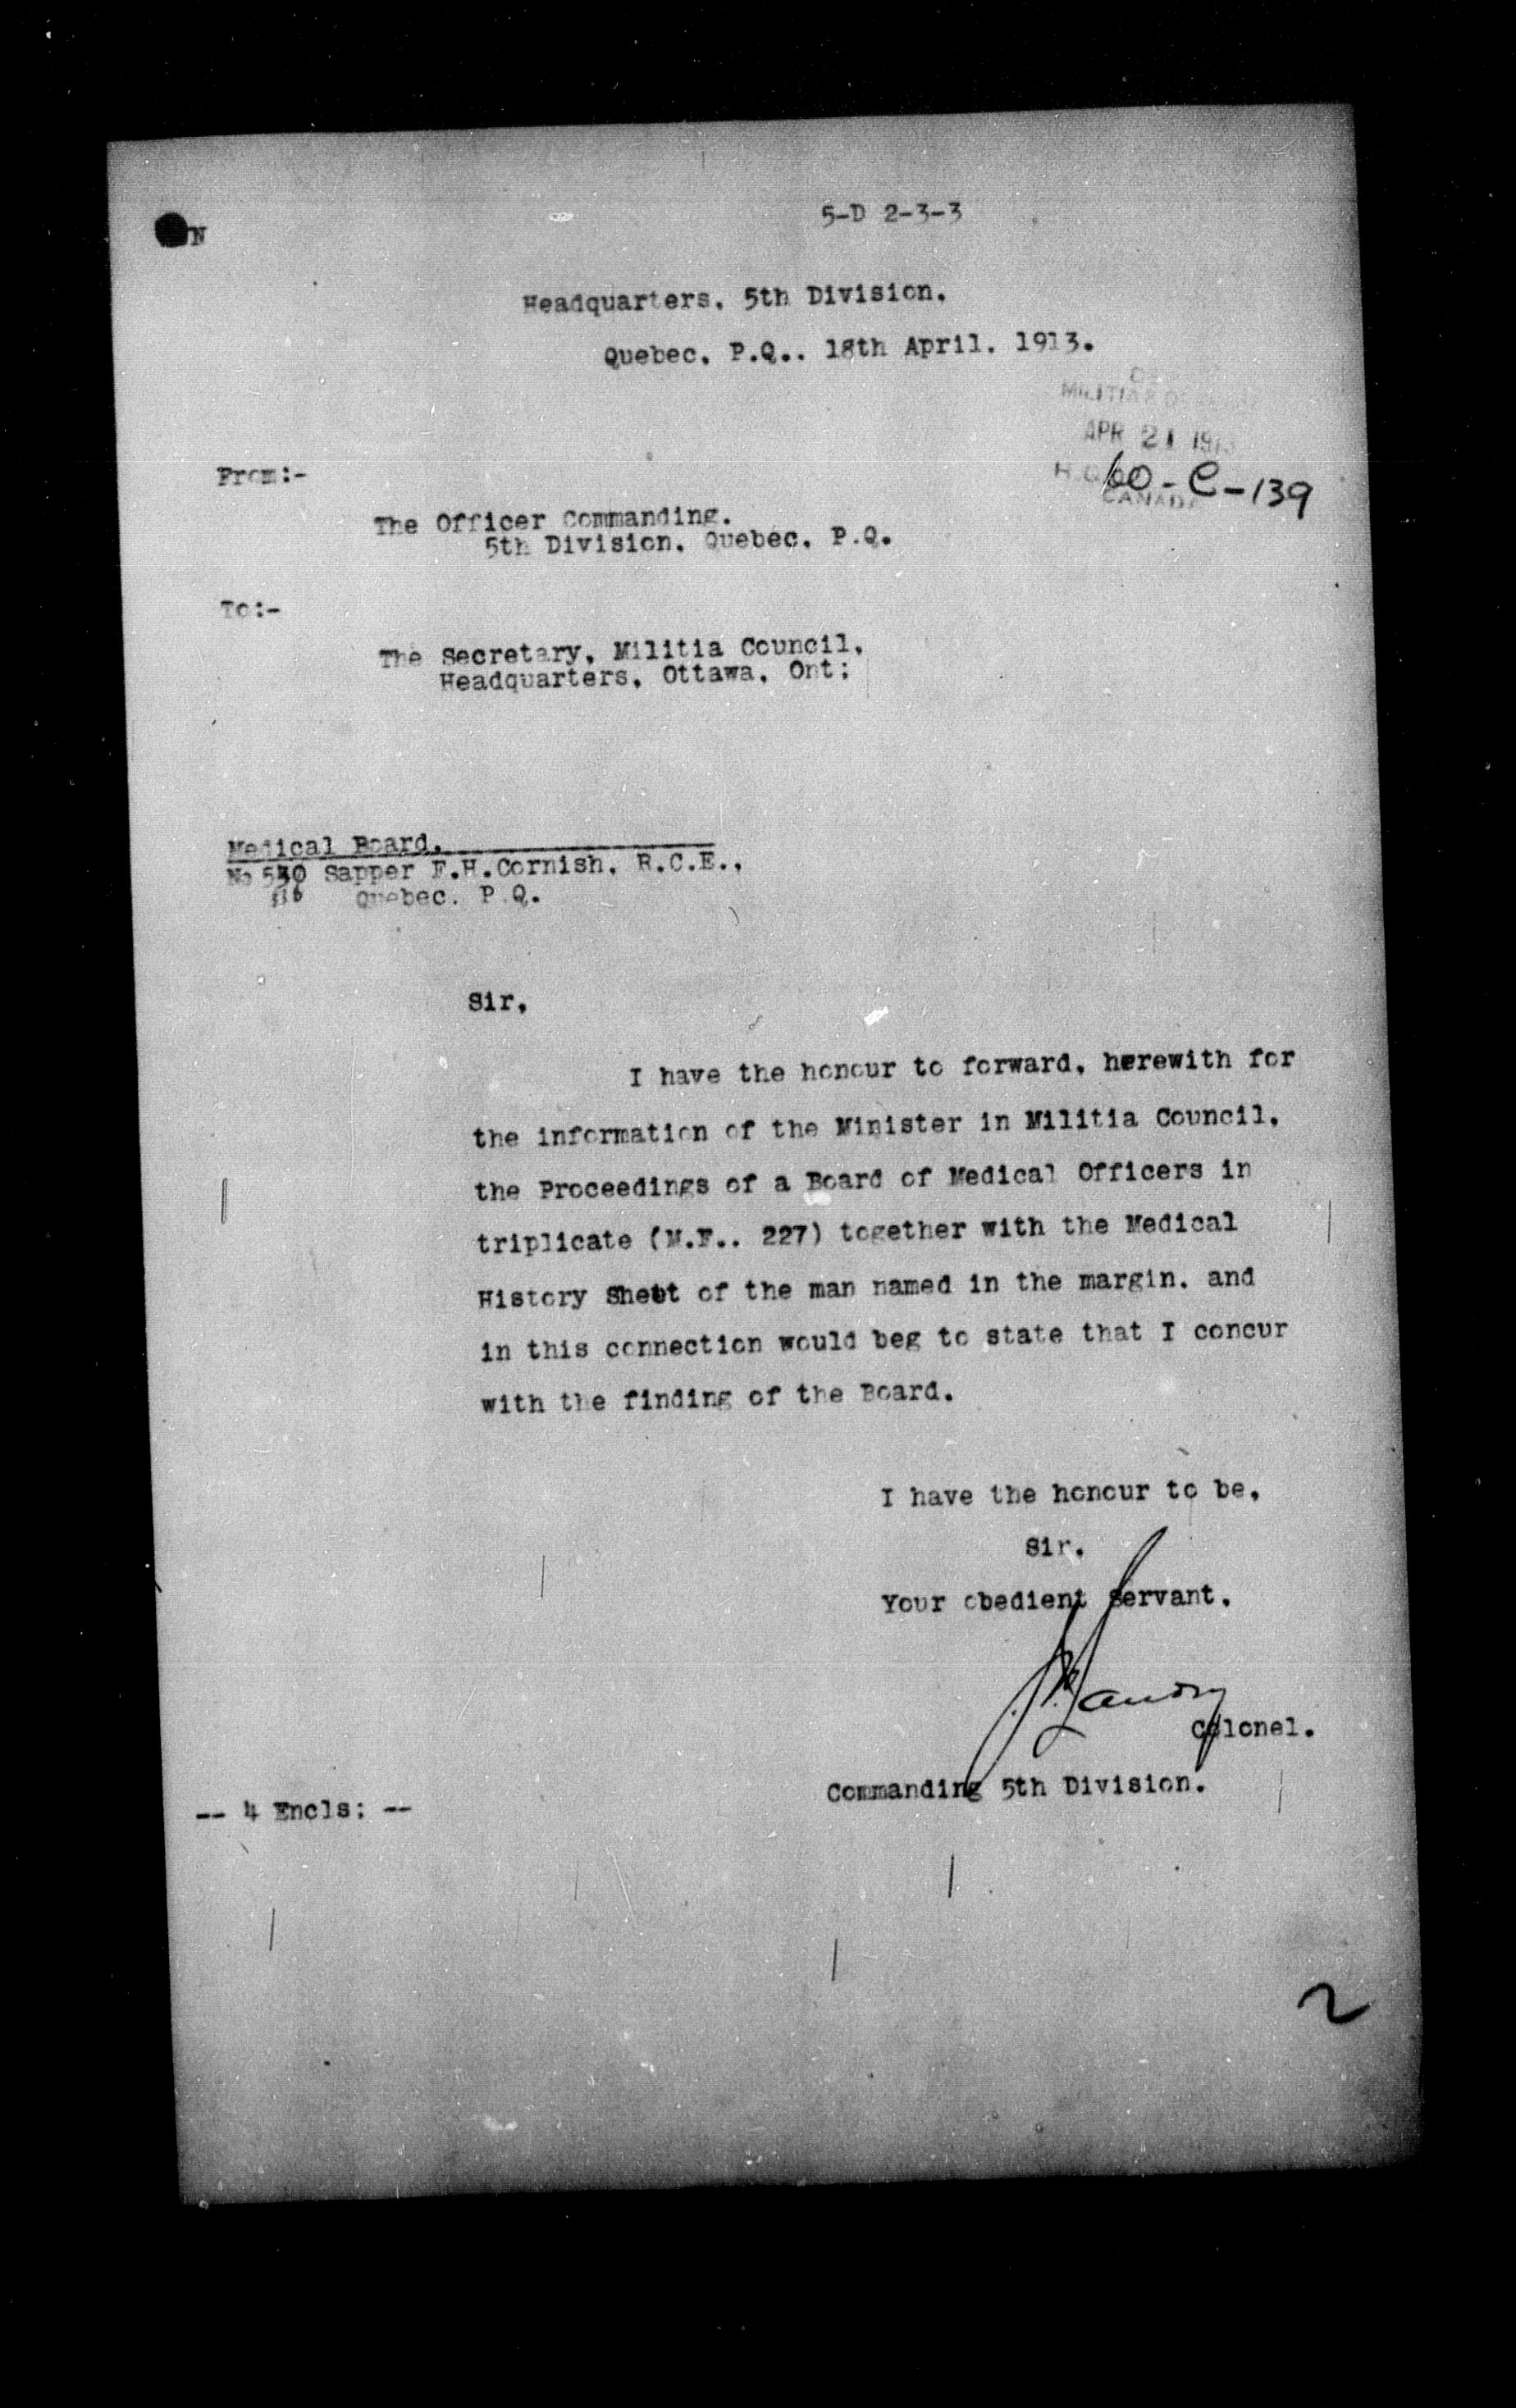 5-D 2-3-3
N
Headquarters, 5th Division,
Quebec, P.Q.. 18th April. 1913.
MILITIA
APR 21 191
60-C-139
CANADA
From:-
The Officer Commanding.
5th Division. Quebec. P.Q.
To:-
The Secretary, Militia Council,
Headquarters, Ottawa, Ont:
Medical Board.
No Sapper F.H.Cornish, R.C.E.,
Quebec. P.Q.
Sir,
I have the honour to forward, herewith for
the information of the Minister in Militia Council,
the Proceedings of a Board of Medical Officers in
triplicate (M.F.. 227) together with the Medical
History Sheet of the man named in the margin. and
in this connection would beg to state that I concur
with the finding of the Board.
I have the honour to be,
Sir.
Your obedient servant,
Landry
Colonel.
Commanding 5th Division.
-- 4 Encls: --
2